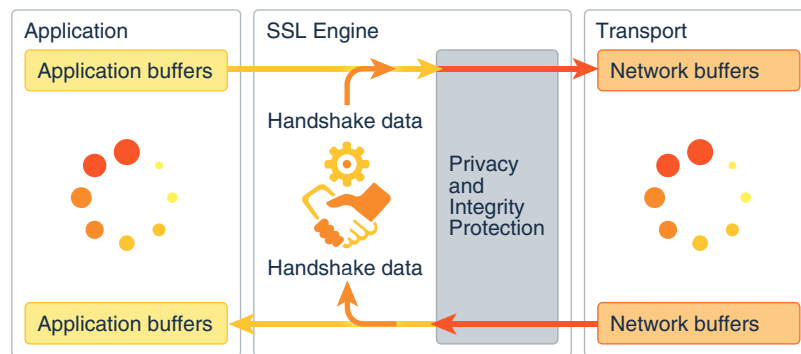 Application
SSL Engine
Transport
Application buffers
Network buffers
Handshake data
Privacy
and
Integrity
Protection
Handshake data
Application buffers
Network buffers